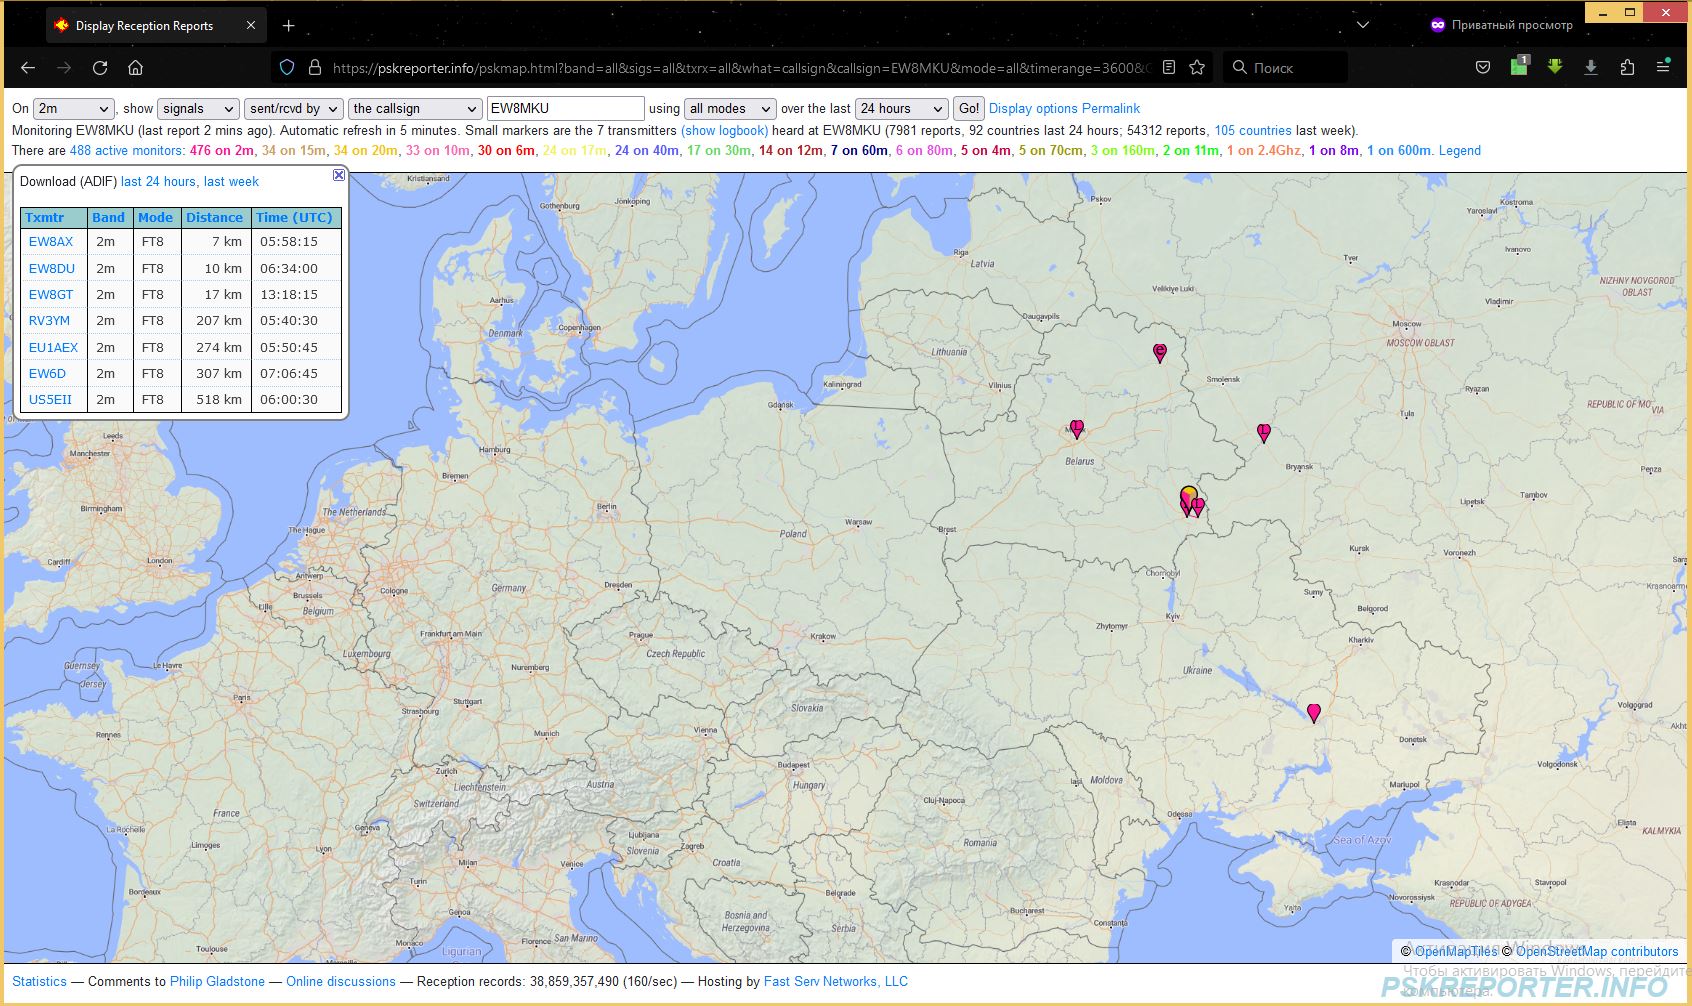 Display Reception Reports
Приватный просмотр
https://pskreporter.info/pskmap.html?band=all&sigs=all&txrx=all&what=callsign&callsign=EW8MKU&mode=all&timerange=3600&
1
Поиск
On 2m, show signals sent/rcvd by the callsign EW8MKU using all modes over the last 24 hours Go! Display options Permalink
Monitoring EW8MKU (last report 2 mins ago). Automatic refresh in 5 minutes. Small markers are the 7 transmitters (show logbook) heard at EW8MKU (7981 reports, 92 countries last 24 hours; 54312 reports, 105 countries last week).
There are 488 active monitors: 476 on 2m, 34 on 15m, 34 on 20m, 33 on 10m, 30 on 6m, 24 on 17m, 24 on 40m, 17 on 30m, 14 on 12m, 7 on 60m, 6 on 80m, 5 on 4m, 5 on 70cm, 3 on 160m, 2 on 11m, 1 on 2.4Ghz, 1 on 8m, 1 on 600m. Legend
Download (ADIF) last 24 hours, last week
Txmtr Band Mode Distance Time (UTC)
EW8AX 2m FT8 7 km 05:58:15
EW8DU 2m FT8 10 km 06:34:00
EW8GT 2m FT8 17 km 13:18:15
RV3YM 2m FT8 207 km 05:40:30
EU1AEX 2m FT8 274 km 05:50:45
EW6D 2m FT8 307 km 07:06:45
US5EII 2m FT8 518 km 06:00:30
Kristiansand
Gothenburg
Jönköping
Pskov
Kostroma
Yaroslavl
Riga
Latvia
Ivanovo
Tver
NIZHNY NOVGOROD
OBLAST
Velikiye Luki
Aarhus
Vladimir
Denmark
Copenhagen
Daugavpils
Moscow
MOSCOW OBLAST
Lithuania
Kaliningrad
Vilnius
Smolensk
Ryazan
Gdańsk
Tula
Leeds
Manchester
Hamburg
Belarus
Bryansk
Penza
Bremen
Birmingham
The Netherlands
Berlin
Lipetsk
Tambov
The Hague
Warsaw
Brest
Poland
Cardiff
London
Kursk
Voronezh
Antwerp
Brussels
Belgium
Lille
Cologne
Germany
Dresden
Chornobyl
Sumy
Belgorod
Kyiv
Zhytomyr
Frankfurt am Main
Prague
Krakow
Kharkiv
Luxembourg
Czech Republic
Guernsey
Jersey
Le Havre
Nuremberg
Ukraine
Paris
Stuttgart
Strasbourg
Slovakia
Volgograd
Rennes
Munich
Vienna
Donetsk
Zurich
Liechtenstein
Budapest
Hungary
Iași
Moldova
Volgodonsk
Austria
Switzerland
Mariupol
France
Cluj-Napoca
Geneva
La Rochelle
Ljubljana
Slovenia
Zagreb
Odessa
Elista
KALMYKIA
Limoges
Lyon
Romania
Sea of Azov
Milan
Venice
Croatia
Turin
Bordeaux
Belgrade
Krasnodar
Stavropol
Novorossiysk
REPUBLIC OF ADYGEA
Genoa
Bosnia and
Herzegovina
Bucharest
Yalta
Constanța
Toulouse
Monaco
Ligurian
Florence
San Marino
© OpenMapTiles © OpenStreetMap contributors
Чтобы активировать Windows, перейдите
компьютера.
Statistics — Comments to Philip Gladstone — Online discussions — Reception records: 38,859,357,490 (160/sec) — Hosting by Fast Serv Networks, LLC
PSKREPORTER.INFO